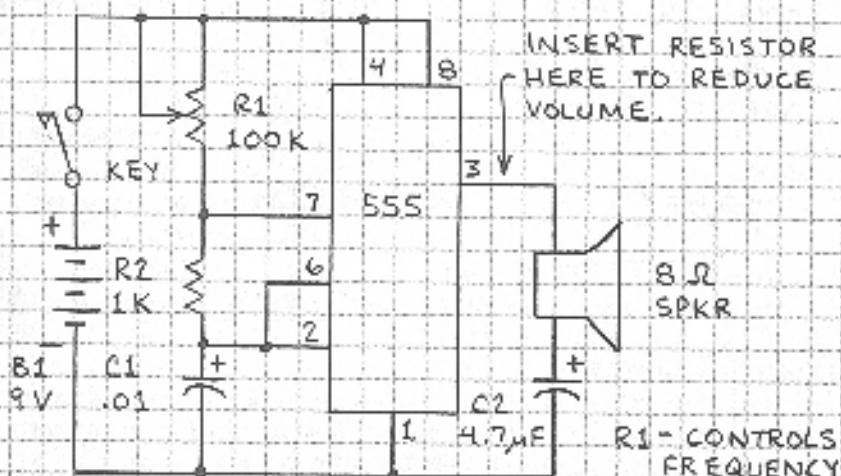 INSERT RESISTOR
HERE TO REDUCE
VOLUME.
4
8
R1
100K
KEY
3
7
555
+
6
R2
1K
8 Ω
SPKR
2
-
+
+
B1
9V
C1
.01
C2
4.7µF
1
R1 - CONTROLS
FREQUENCY